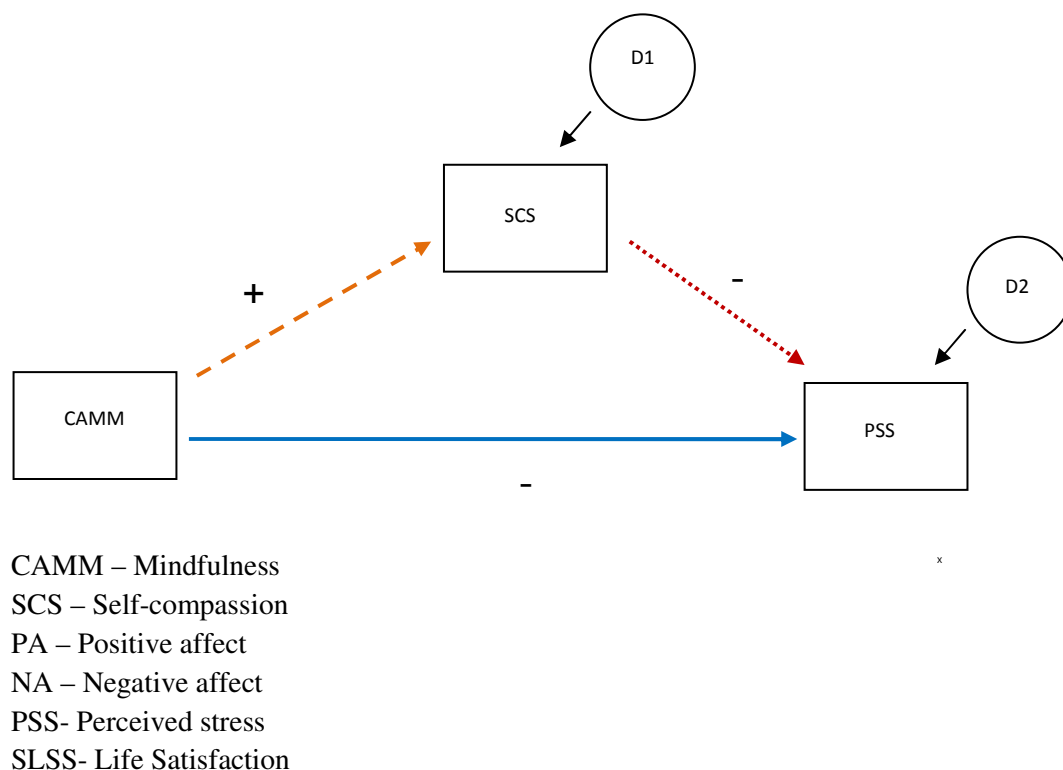 D1
SCS
-
+
D2
CAMM
PSS
-
CAMM – Mindfulness
x
SCS – Self-compassion
PA – Positive affect
NA – Negative affect
PSS- Perceived stress
SLSS- Life Satisfaction